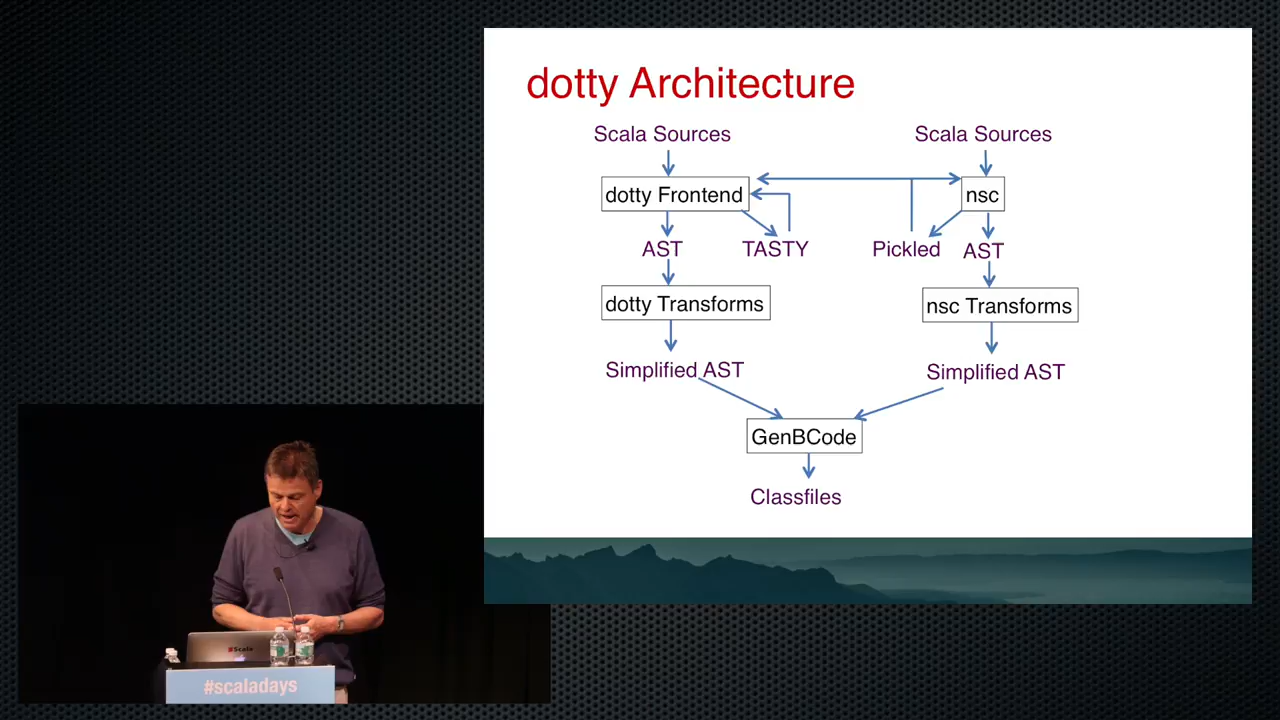 dotty Architecture
Scala Sources
Scala Sources
dotty Frontend
nsc
AST
TASTY
Pickled
AST
dotty Transforms
nsc Transforms
Simplified AST
Simplified AST
GenBCode
Classfiles
Scala
#scaladays